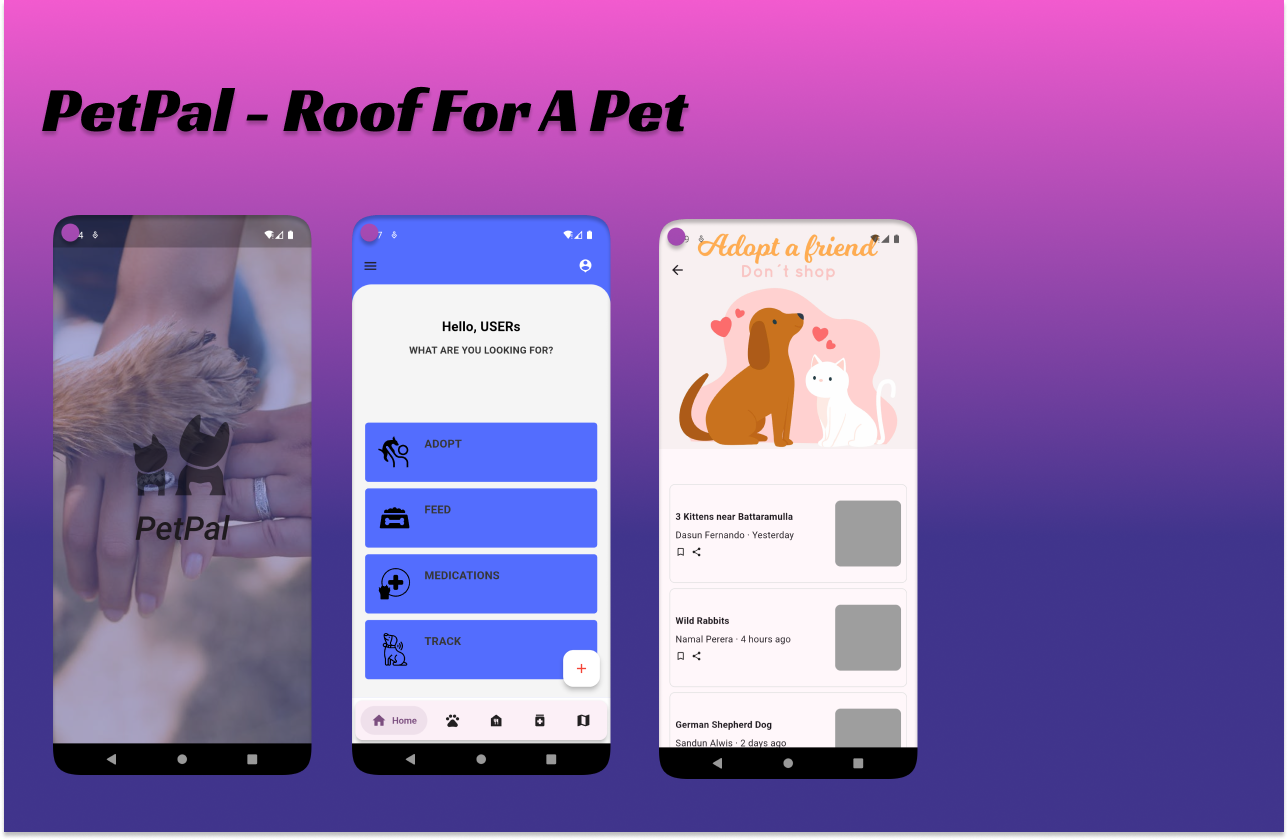 PetPal - Roof For A Pet
4
PetPal
7
Hello, USERs
WHAT ARE YOU LOOKING FOR?
ADOPT
FEED
MEDICATIONS
TRACK
+
Home
9
Adopt a friend
Don´t shop
3 Kittens near Battaramulla
Dasun Fernando · Yesterday
Wild Rabbits
Namal Perera · 4 hours ago
German Shepherd Dog
Sandun Alwis · 2 days ago